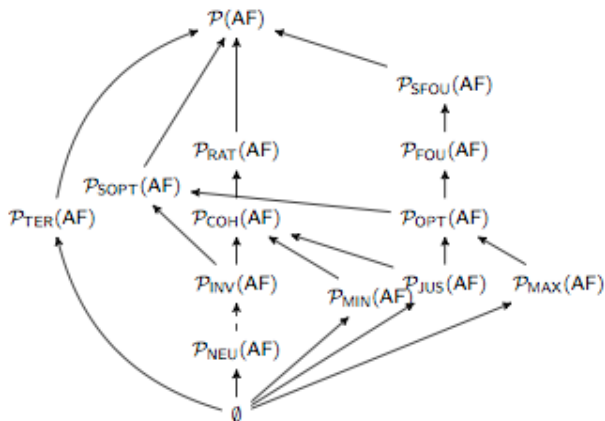 𝒫(AF)
𝒫SFOU(AF)
𝒫RAT(AF) 𝒫FOU(AF)
𝒫SOPT(AF)
𝒫TER(AF) 𝒫COH(AF) 𝒫OPT(AF)
𝒫INV(AF) 𝒫MIN(AF) 𝒫JUS(AF) 𝒫MAX(AF)
𝒫NEU(AF)
∅